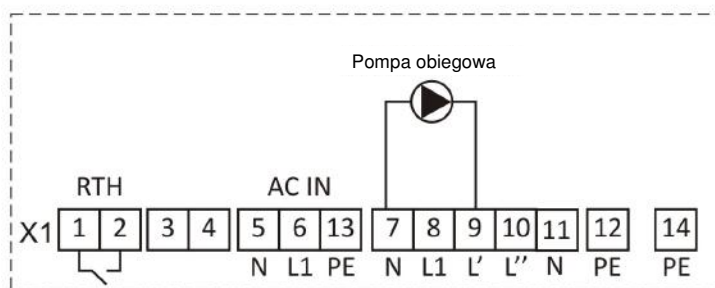 Pompa obiegowa
RTH AC IN
X1 1 2 3 4 5 6 13 7 8 9 10 11 12 14
N L1 PE N L1 L' L'' N PE PE